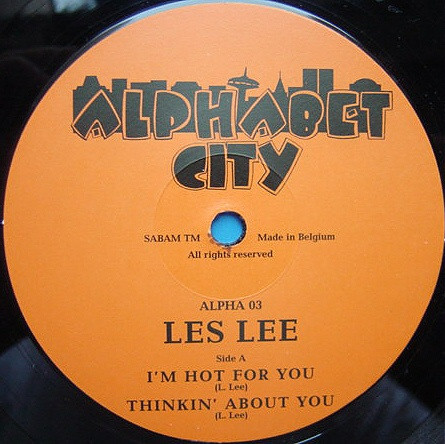 ALPHABET
CITY
SABAM TM Made in Belgium
All rights reserved
ALPHA 03
LES LEE
Side A
I'M HOT FOR YOU
(L. Lee)
THINKIN' ABOUT YOU
(L. Lee)